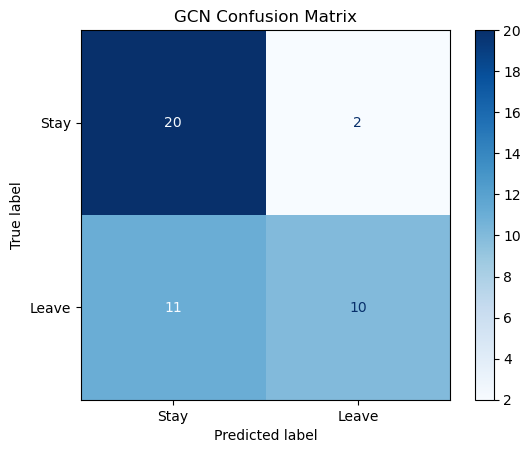 GCN Confusion Matrix
True label
Stay
20
2
Leave
11
10
Stay
Leave
Predicted label
20
18
16
14
12
10
8
6
4
2